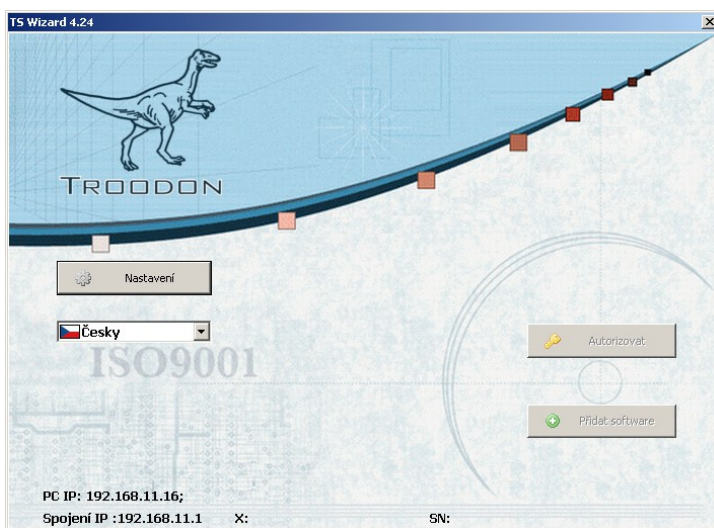 TS Wizard 4.24
TROODON
Nastavení
Česky
ISO9001
Autorizovat
Přidat software
PC IP: 192.168.11.16;
Spojení IP :192.168.11.1 X: SN: